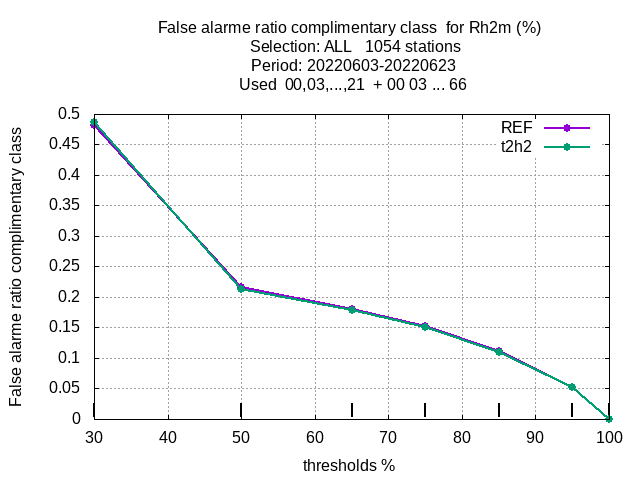 False alarme ratio complimentary class  for Rh2m (%)
Selection: ALL   1054 stations
Period: 20220603-20220623
Used  00,03,...,21  + 00 03 ... 66
REF
t2h2
False alarme ratio complimentary class
0.5
0.45
0.4
0.35
0.3
0.25
0.2
0.15
0.1
0.05
0
30 40 50 60 70 80 90 100
thresholds %